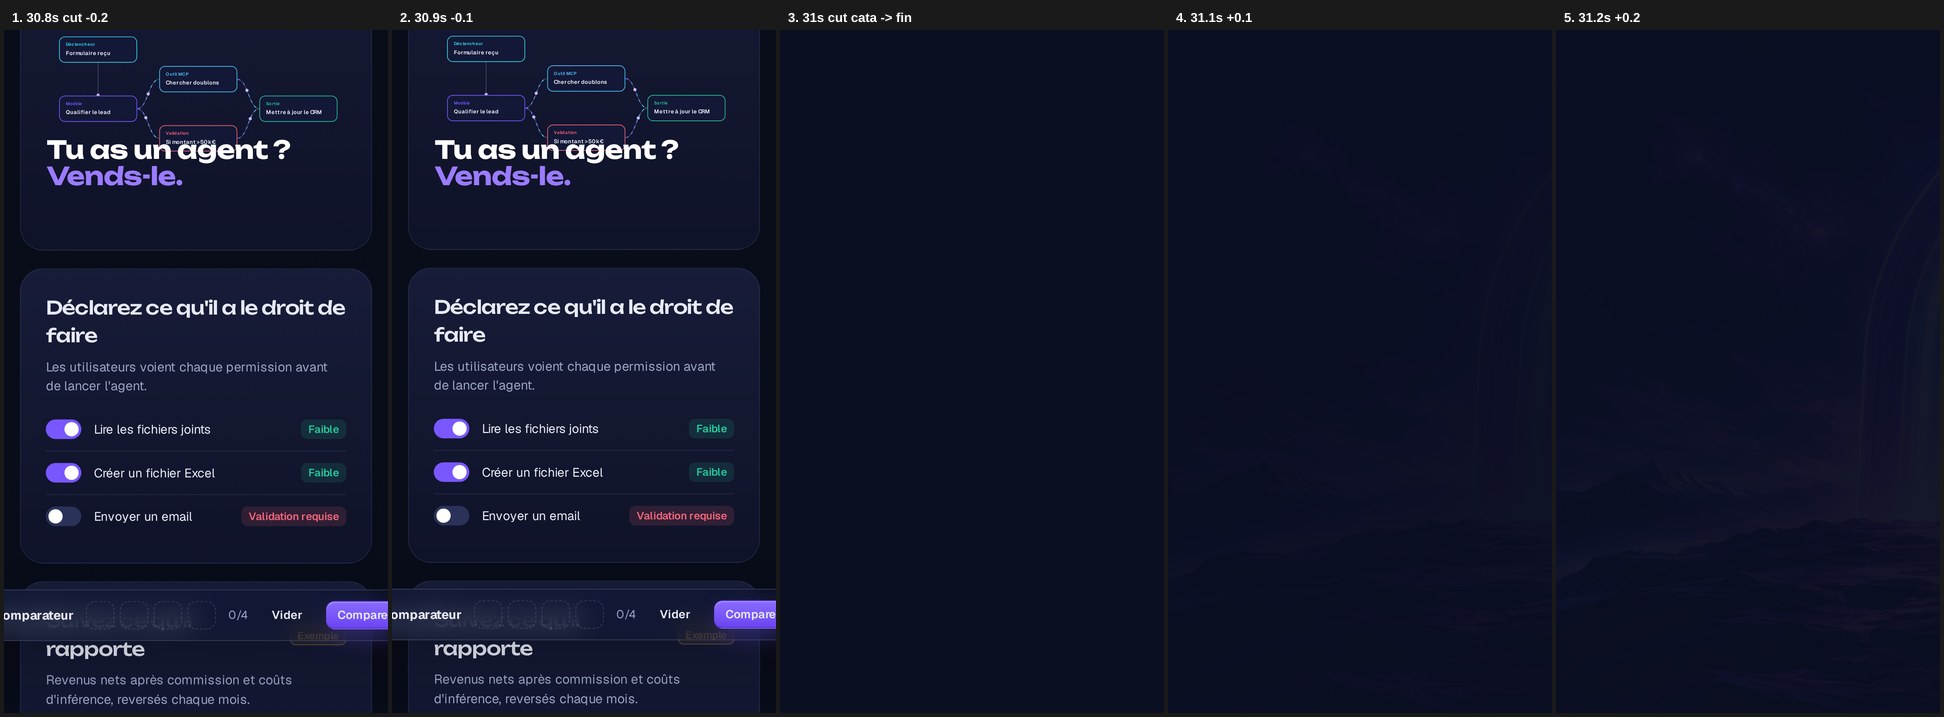 1. 30.8s cut -0.2
Déclencheur
Formulaire reçu
Outil MCP
Chercher doublons
Modèle
Qualifier le lead
Sortie
Mettre à jour le CRM
Validation
Si montant >50k€
Tu as un agent ?
Vends-le.
Déclarez ce qu'il a le droit de
faire
Les utilisateurs voient chaque permission avant
de lancer l'agent.
Lire les fichiers joints
Faible
Créer un fichier Excel
Faible
Envoyer un email
Validation requise
omparateur
0/4
Vider
Compare
Exemple
rapporte
Revenus nets après commission et coûts
d'inférence, reversés chaque mois.
2. 30.9s -0.1
Déclencheur
Formulaire reçu
Outil MCP
Chercher doublons
Modèle
Qualifier le lead
Sortie
Mettre à jour le CRM
Validation
Si montant >50k€
Tu as un agent ?
Vends-le.
Déclarez ce qu'il a le droit de
faire
Les utilisateurs voient chaque permission avant
de lancer l'agent.
Lire les fichiers joints
Faible
Créer un fichier Excel
Faible
Envoyer un email
Validation requise
omparateur
0/4
Vider
Compare
Exemple
rapporte
Revenus nets après commission et coûts
d'inférence, reversés chaque mois.
3. 31s cut cata -> fin
4. 31.1s +0.1
5. 31.2s +0.2